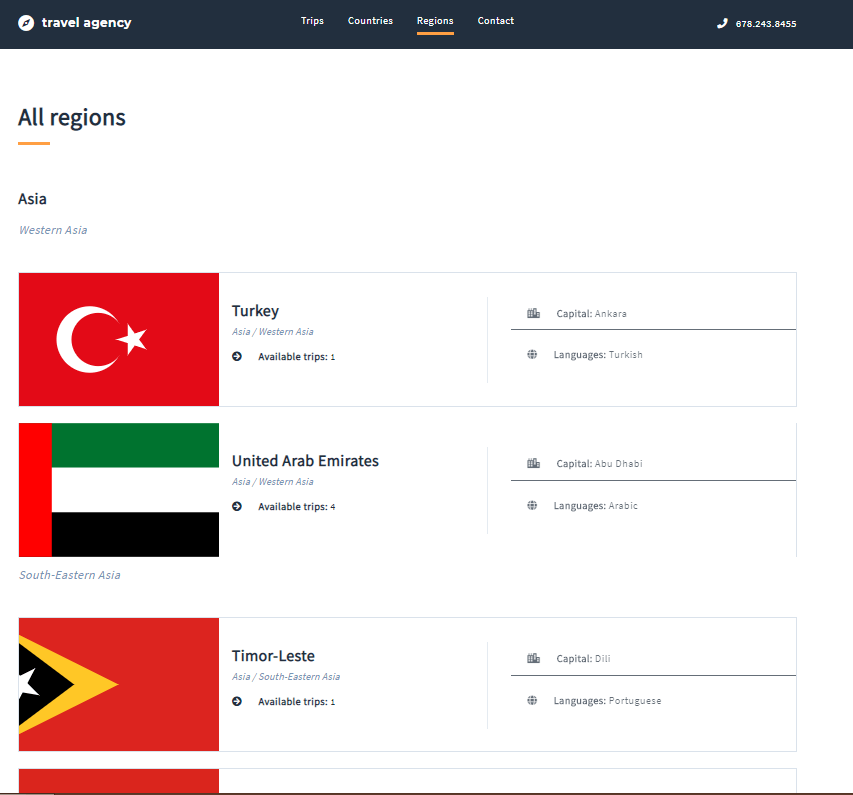 travel agency
Trips
Countries
Regions
Contact
678.243.8455
All regions
Asia
Western Asia
Turkey
Asia / Western Asia
Available trips: 1
Capital: Ankara
Languages: Turkish
United Arab Emirates
Asia / Western Asia
Available trips: 4
Capital: Abu Dhabi
Languages: Arabic
South-Eastern Asia
Timor-Leste
Asia / South-Eastern Asia
Available trips: 1
Capital: Dili
Languages: Portuguese